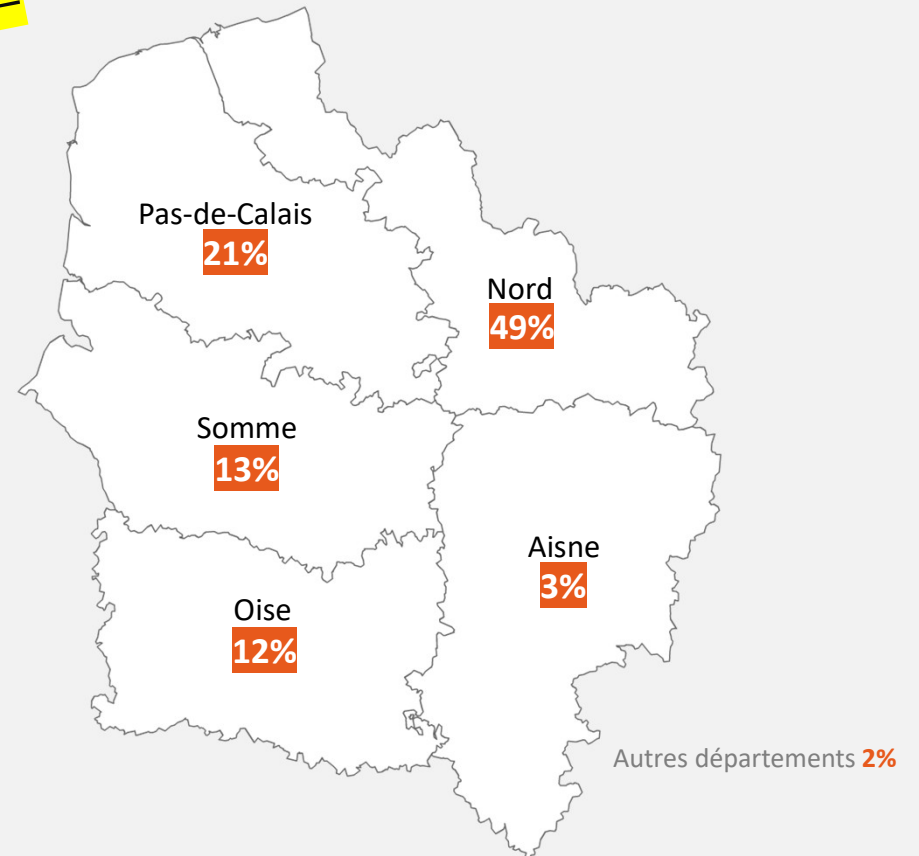 Pas-de-Calais
21%
Nord
49%
Somme
13%
Aisne
3%
Oise
12%
Autres départements 2%